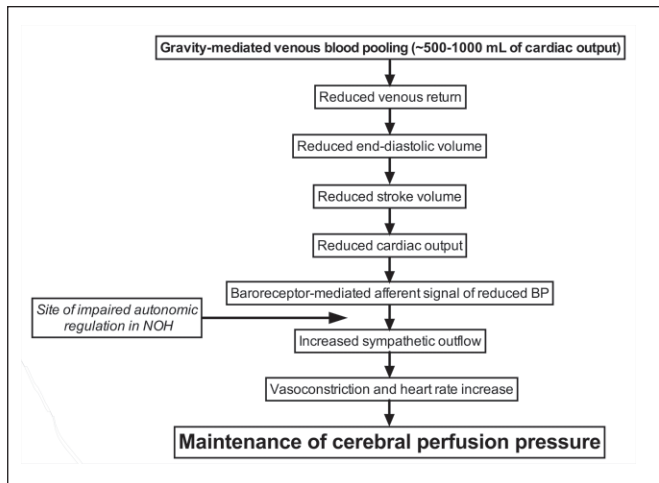 Gravity-mediated venous blood pooling (~500-1000 mL of cardiac output)
Reduced venous return
Reduced end-diastolic volume
Reduced stroke volume
Reduced cardiac output
Baroreceptor-mediated afferent signal of reduced BP
Site of impaired autonomic
regulation in NOH
Increased sympathetic outflow
Vasoconstriction and heart rate increase
Maintenance of cerebral perfusion pressure